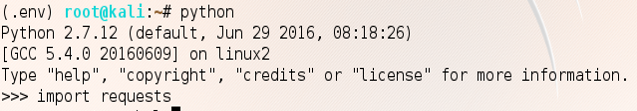 (.env) root@kali:~# python
Python 2.7.12 (default, Jun 29 2016, 08:18:26)
[GCC 5.4.0 20160609] on linux2
Type "help", "copyright", "credits" or "license" for more information.
>>> import requests